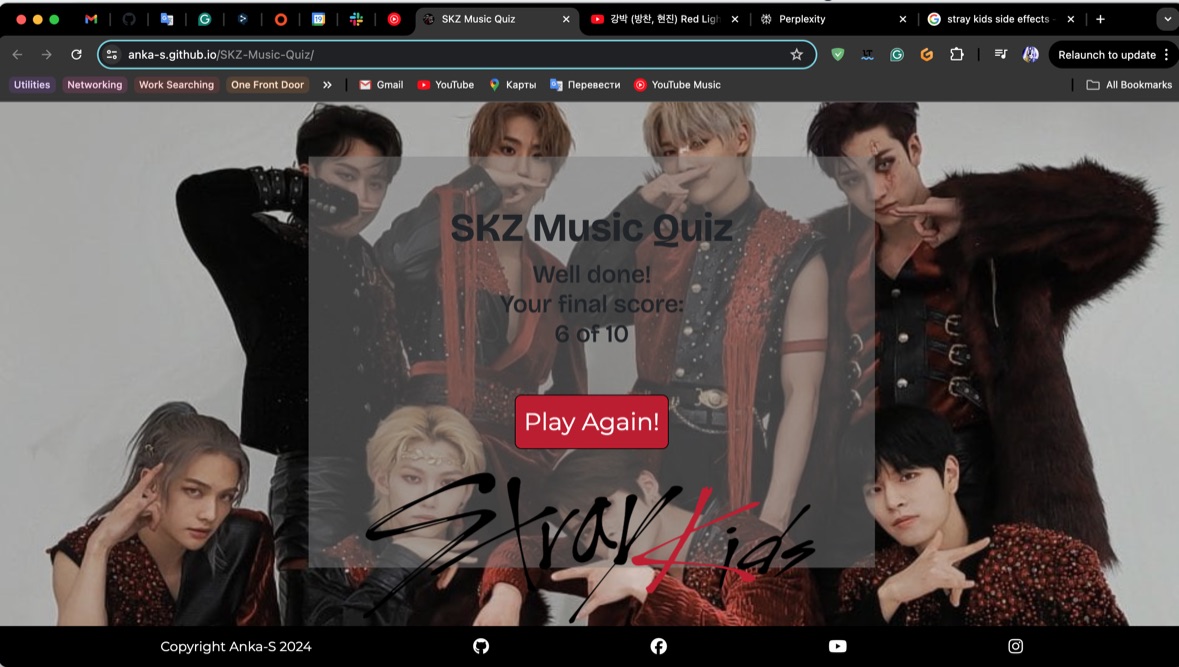 SKZ Music Quiz
강박 (방찬, 현진) Red Ligh
Perplexity
stray kids side effects
anka-s.github.io/SKZ-Music-Quiz/
Relaunch to update
Utilities
Networking
Work Searching
One Front Door
Gmail
YouTube
Карты
Перевести
YouTube Music
All Bookmarks
SKZ Music Quiz
Well done!
Your final score:
6 of 10
Play Again!
Stray Kids
Copyright Anka-S 2024